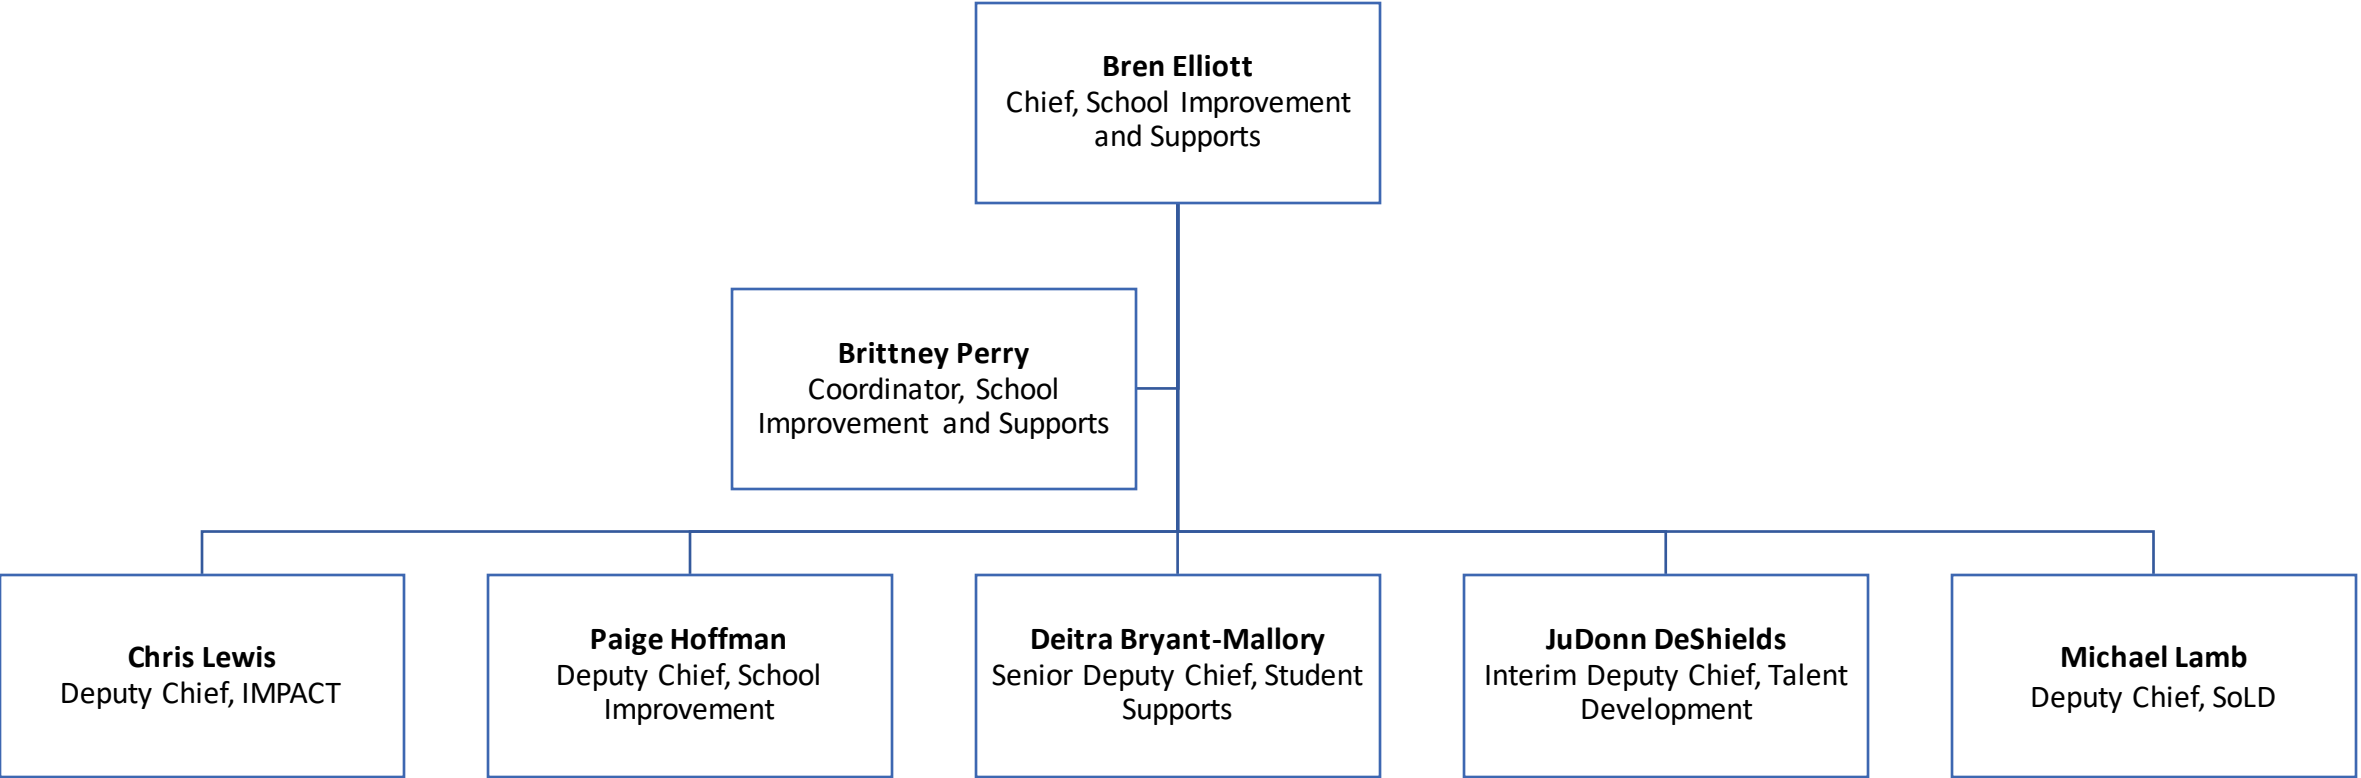 Bren Elliott
Chief, School Improvement
and Supports
Brittney Perry
Coordinator, School
Improvement and Supports
Chris Lewis
Deputy Chief, IMPACT
Paige Hoffman
Deputy Chief, School
Improvement
Deitra Bryant-Mallory
Senior Deputy Chief, Student
Supports
JuDonn DeShields
Interim Deputy Chief, Talent
Development
Michael Lamb
Deputy Chief, SoLD